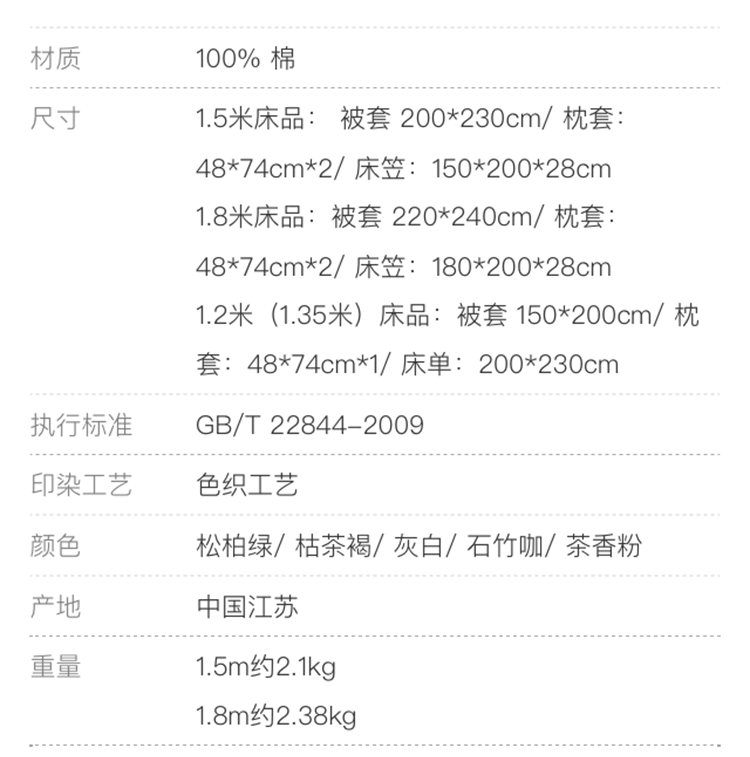 材质 100% 棉
尺寸 1.5米床品： 被套 200*230cm/ 枕套：
48*74cm*2/ 床笠：150*200*28cm
1.8米床品：被套 220*240cm/ 枕套：
48*74cm*2/ 床笠：180*200*28cm
1.2米（1.35米）床品：被套 150*200cm/ 枕
套：48*74cm*1/ 床单：200*230cm
执行标准 GB/T 22844–2009
印染工艺 色织工艺
颜色 松柏绿/ 枯茶褐/ 灰白/ 石竹咖/ 茶香粉
产地 中国江苏
重量 1.5m约2.1kg
1.8m约2.38kg